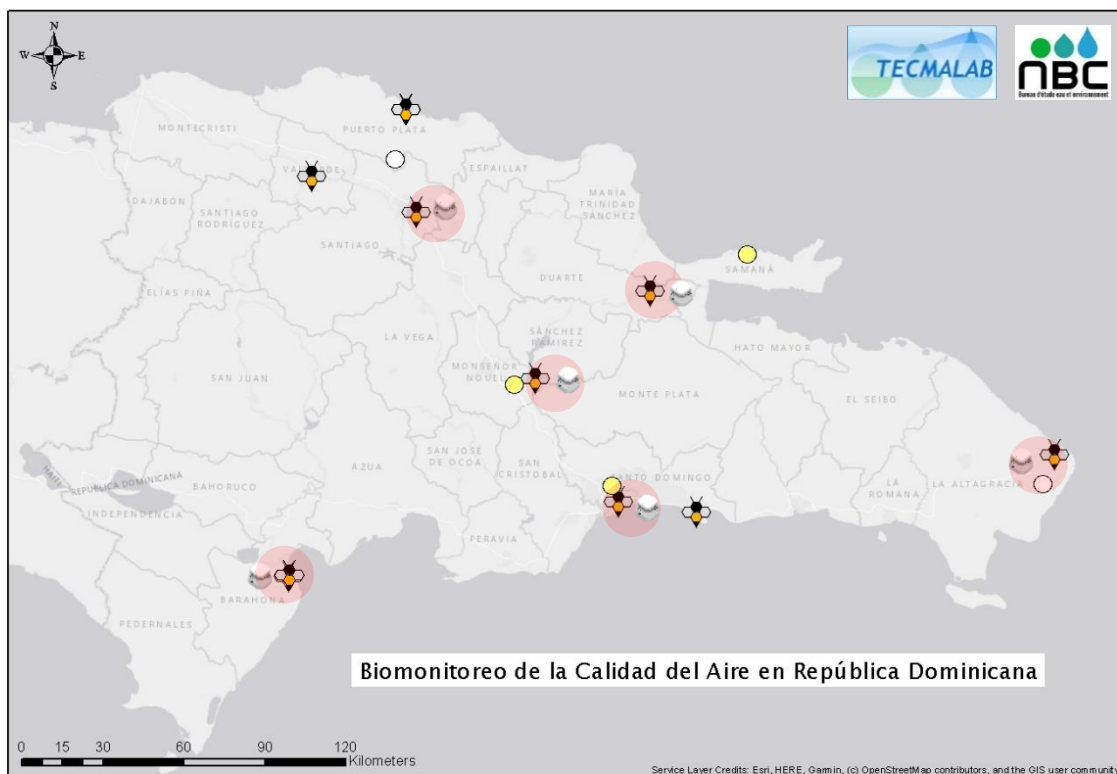 N
W E
S
TECMALAB
NBC
Bureau d'étude eau et environnement
MONTECRISTI
PUERTO PLATA
VALVERDE
ESPAILLAT
DAJABÓN
SANTIAGO
RODRÍGUEZ
MARÍA
TRINIDAD
SÁNCHEZ
SANTIAGO
SAMANÁ
DUARTE
ELÍAS PIÑA
LA VEGA
SÁNCHEZ
RAMÍREZ
HATO MAYOR
MONSEÑOR
NOUEL
SAN JUAN
MONTE PLATA
EL SEIBO
SAN JOSÉ
DE OCOA
AZUA
SAN
CRISTÓBAL
SANTO DOMINGO
HAITI
REPÚBLICA DOMINICANA
BAHORUCO
LA
ROMANA
LA ALTAGRACIA
INDEPENDENCIA
PERAVIA
BARAHONA
PEDERNALES
Biomonitoreo de la Calidad del Aire en República Dominicana
0 15 30 60 90 120
Kilometers
Service Layer Credits: Esri, HERE, Garmin, (c) OpenStreetMap contributors, and the GIS user community